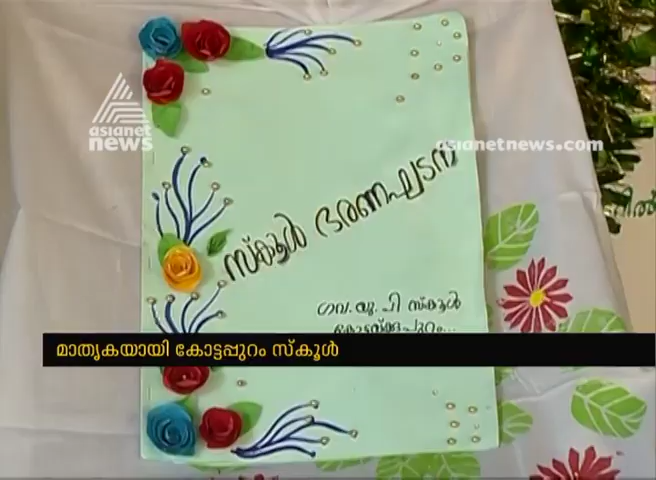 asianet
news
asianetnews.com
സ്കൂൾ ഭരണഘടന
ഗവ. യു. പി സ്കൂൾ
കോട്ടപ്പുറം...
മാതൃകയായി കോട്ടപ്പുറം സ്കൂൾ